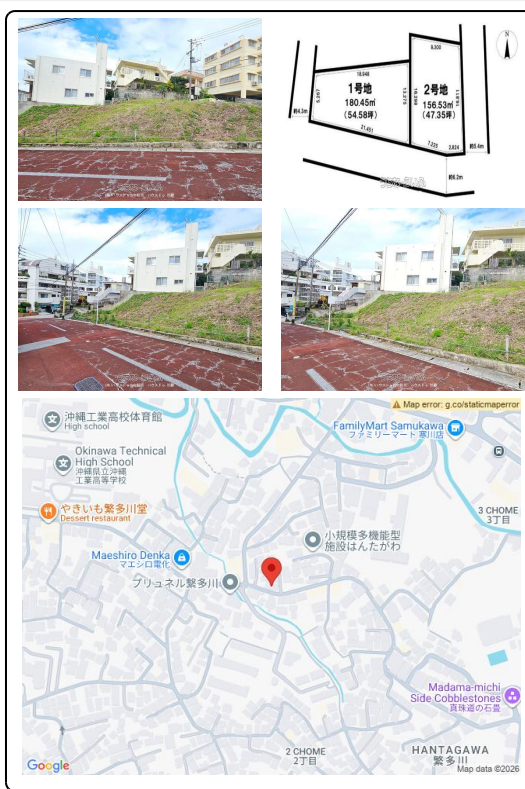 N
9.300
18.948
1号地
180.45㎡
(54.58坪)
2号地
156.53㎡
(47.35坪)
約4.3m
21.451
7.235
2.824
約5.4m
約6.2m
Map error: g.co/staticmaperror
沖縄工業高校体育館
High school
FamilyMart Samukawa
ファミリーマート 寒川店
Okinawa Technical
High School
沖縄県立沖縄
工業高等学校
3 CHOME
3丁目
やきいも繁多川堂
Dessert restaurant
小規模多機能型
施設はんたがわ
Maeshiro Denka
マエシロ電化
プリュネル繁多川
Madama-michi
Side Cobblestones
真珠道の石畳
2 CHOME
2丁目
HANTAGAWA
繁多川
Google
Map data ©2026